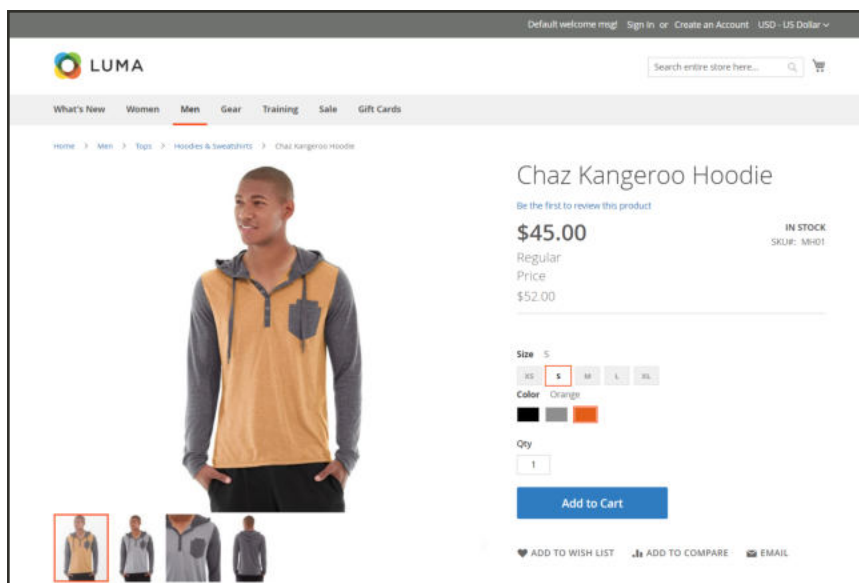 Default welcome msg! Sign In or Create an Account USD - US Dollar
LUMA
Search entire store here...
What's New Women Men Gear Training Sale Gift Cards
Home > Men > Tops > Hoodies & Sweatshirts > Chaz Kangeroo Hoodie
Chaz Kangeroo Hoodie
Be the first to review this product
$45.00 IN STOCK
SKU#: MH01
Regular
Price
$52.00
Size S
XS S M L XL
Color Orange
Qty
1
Add to Cart
ADD TO WISH LIST ADD TO COMPARE EMAIL